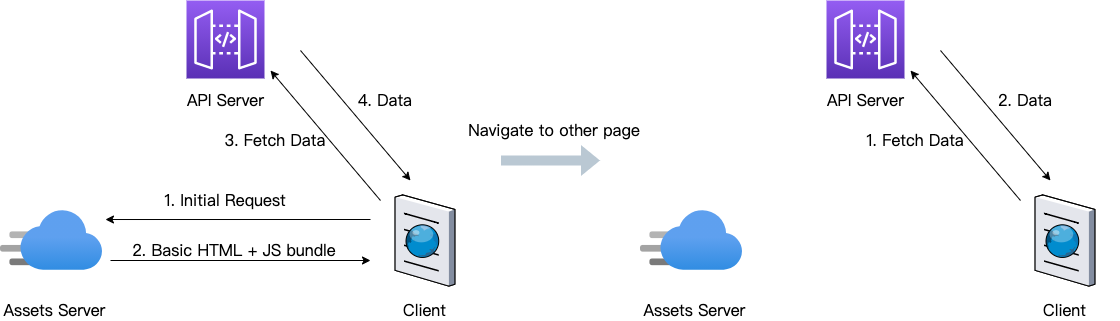 API Server
4. Data
3. Fetch Data
1. Initial Request
2. Basic HTML + JS bundle
Assets Server
Client
Navigate to other page
API Server
2. Data
1. Fetch Data
Assets Server
Client